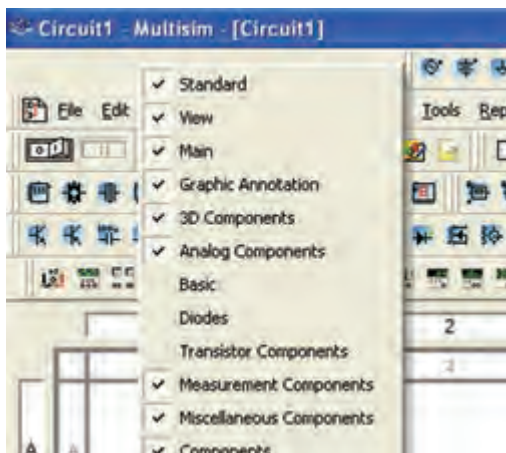 Circuit1 - Multisim - [Circuit1]
File Edit Tools Rep
Standard
View
Main
Graphic Annotation
3D Components
Analog Components
Basic
Diodes
Transistor Components
Measurement Components
Miscellaneous Components
Components
2
A